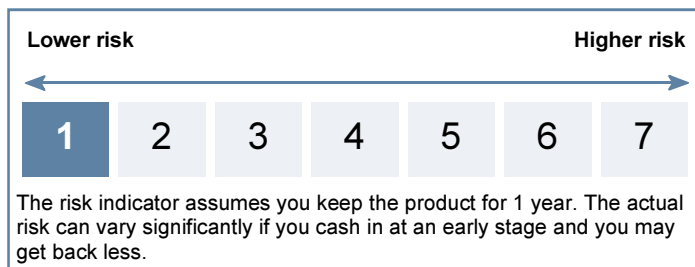 Lower risk Higher risk
1 2 3 4 5 6 7
The risk indicator assumes you keep the product for 1 year. The actual
risk can vary significantly if you cash in at an early stage and you may
get back less.